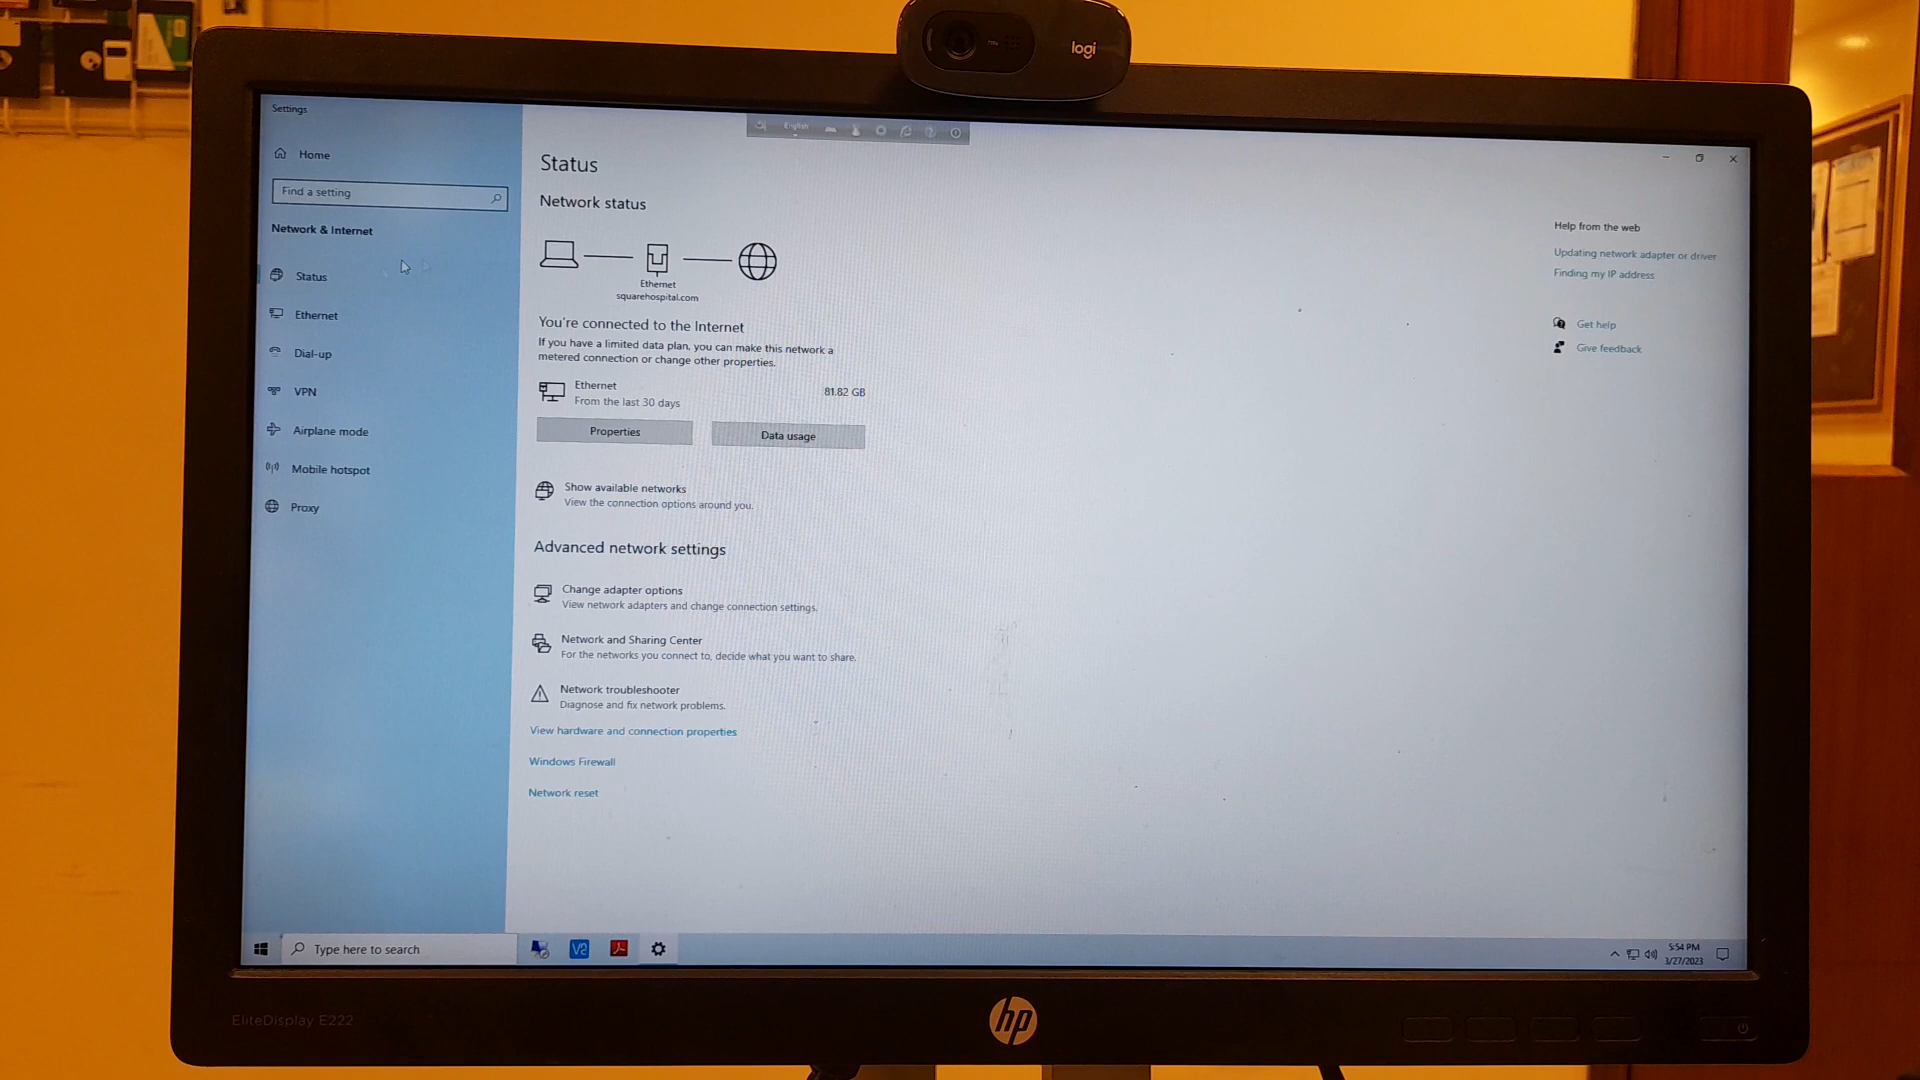 logi
Settings
English
Home
Find a setting
Network & Internet
Status
Ethernet
Dial-up
VPN
Airplane mode
Mobile hotspot
Proxy
Status
Network status
Ethernet
squarehospital.com
You're connected to the Internet
If you have a limited data plan, you can make this network a
metered connection or change other properties.
Ethernet
From the last 30 days
81.82 GB
Properties
Data usage
Show available networks
View the connection options around you.
Advanced network settings
Change adapter options
View network adapters and change connection settings.
Network and Sharing Center
For the networks you connect to, decide what you want to share.
Network troubleshooter
Diagnose and fix network problems.
View hardware and connection properties
Windows Firewall
Network reset
Help from the web
Updating network adapter or driver
Finding my IP address
Get help
Give feedback
Type here to search
V2
5:54 PM
3/27/2023
EliteDisplay E222
hp